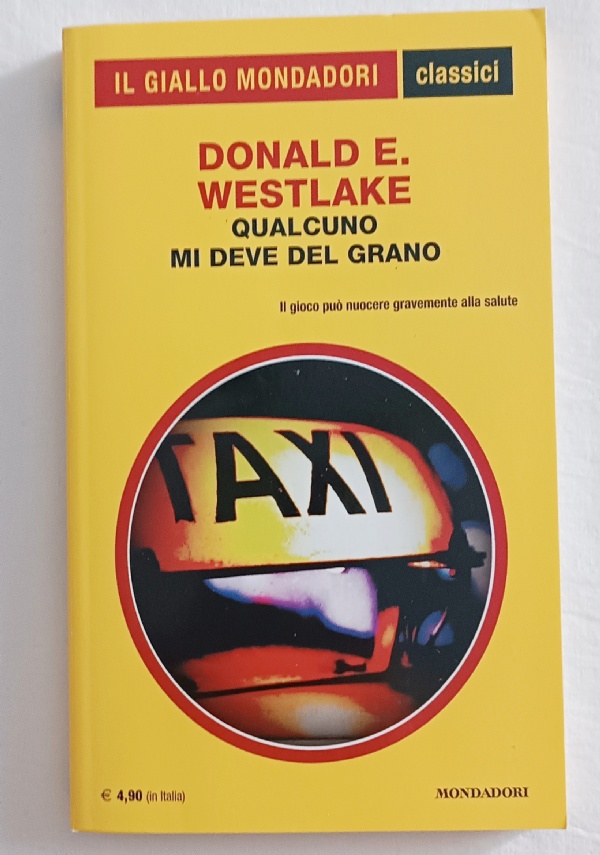 IL GIALLO MONDADORI classici
DONALD E.
WESTLAKE
QUALCUNO
MI DEVE DEL GRANO
Il gioco può nuocere gravemente alla salute
TAXI
€ 4,90 (in Italia)
MONDADORI